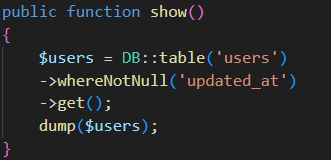 public function show()
{
    $users = DB::table('users')
    ->whereNotNull('updated_at')
    ->get();
    dump($users);
}